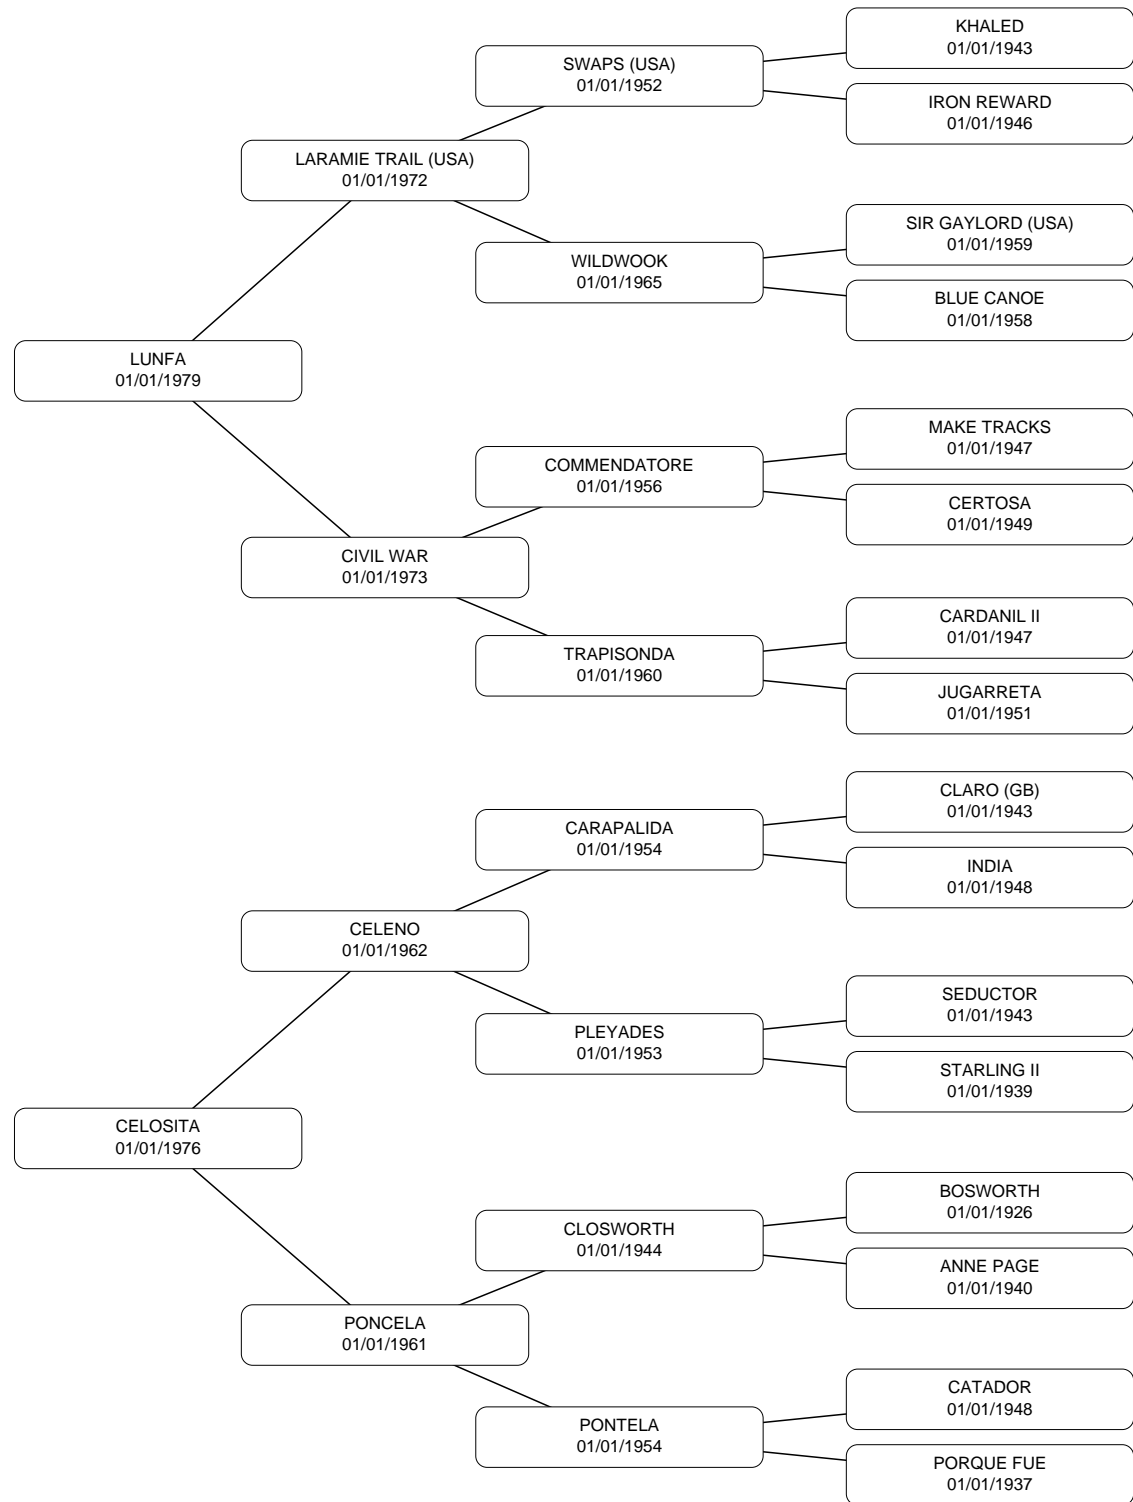 KHALED
01/01/1943
SWAPS (USA)
01/01/1952
IRON REWARD
01/01/1946
LARAMIE TRAIL (USA)
01/01/1972
SIR GAYLORD (USA)
01/01/1959
WILDWOOK
01/01/1965
BLUE CANOE
01/01/1958
LUNFA
01/01/1979
MAKE TRACKS
01/01/1947
COMMENDATORE
01/01/1956
CERTOSA
01/01/1949
CIVIL WAR
01/01/1973
CARDANIL II
01/01/1947
TRAPISONDA
01/01/1960
JUGARRETA
01/01/1951
CLARO (GB)
01/01/1943
CARAPALIDA
01/01/1954
INDIA
01/01/1948
CELENO
01/01/1962
SEDUCTOR
01/01/1943
PLEYADES
01/01/1953
STARLING II
01/01/1939
CELOSITA
01/01/1976
BOSWORTH
01/01/1926
CLOSWORTH
01/01/1944
ANNE PAGE
01/01/1940
PONCELA
01/01/1961
CATADOR
01/01/1948
PONTELA
01/01/1954
PORQUE FUE
01/01/1937